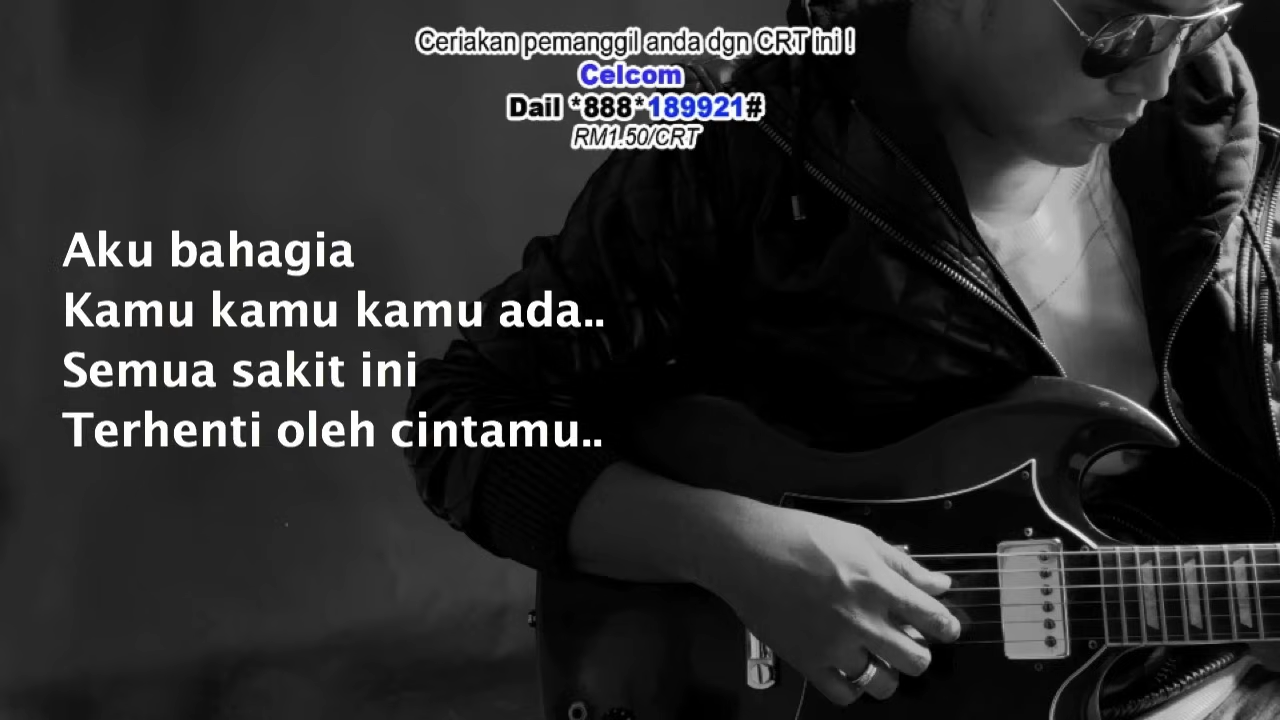 Ceriakan pemanggil anda dgn CRT ini !
Celcom
Dail *888*189921#
RM1.50/CRT
Aku bahagia
Kamu kamu kamu ada..
Semua sakit ini
Terhenti oleh cintamu..